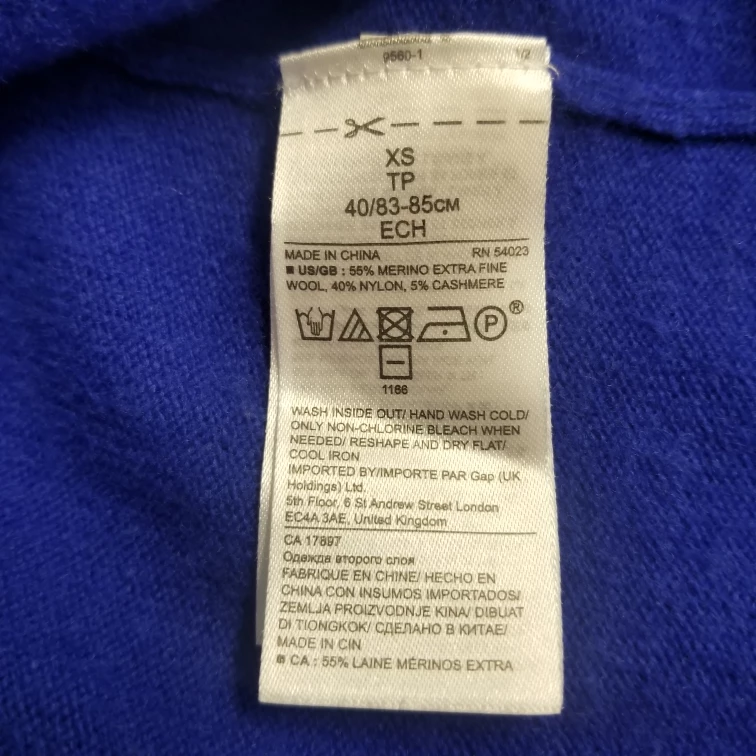 9560-1 1/2
XS
TP
40/83-85CM
ECH
MADE IN CHINA RN 54023
US/GB : 55% MERINO EXTRA FINE
WOOL, 40% NYLON, 5% CASHMERE
P®
1166
WASH INSIDE OUT/ HAND WASH COLD/
ONLY NON-CHLORINE BLEACH WHEN
NEEDED/ RESHAPE AND DRY FLAT/
COOL IRON
IMPORTED BY/IMPORTE PAR Gap (UK
Holdings) Ltd.
5th Floor, 6 St Andrew Street London
EC4A 3AE, United Kingdom
CA 17897
Одежда второго слоя
FABRIQUE EN CHINE/ HECHO EN
CHINA CON INSUMOS IMPORTADOS/
ZEMLJA PROIZVODNJE KINA/ DIBUAT
DI TIONGKOK/ СДЕЛАНО В КИТАЕ/
MADE IN CIN
CA : 55% LAINE MÉRINOS EXTRA